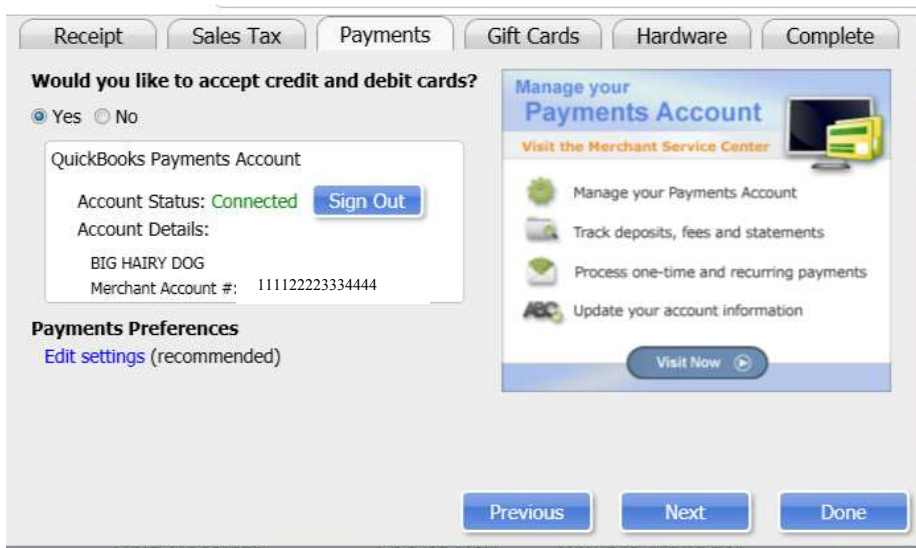 Receipt Sales Tax Payments Gift Cards Hardware Complete
Would you like to accept credit and debit cards?
Yes No
QuickBooks Payments Account
Account Status: Connected Sign Out
Account Details:
BIG HAIRY DOG
Merchant Account #: 111122223334444
Payments Preferences
Edit settings (recommended)
Manage your
Payments Account
Visit the Merchant Service Center
Manage your Payments Account
Track deposits, fees and statements
Process one-time and recurring payments
ABC Update your account information
Visit Now
Previous Next Done